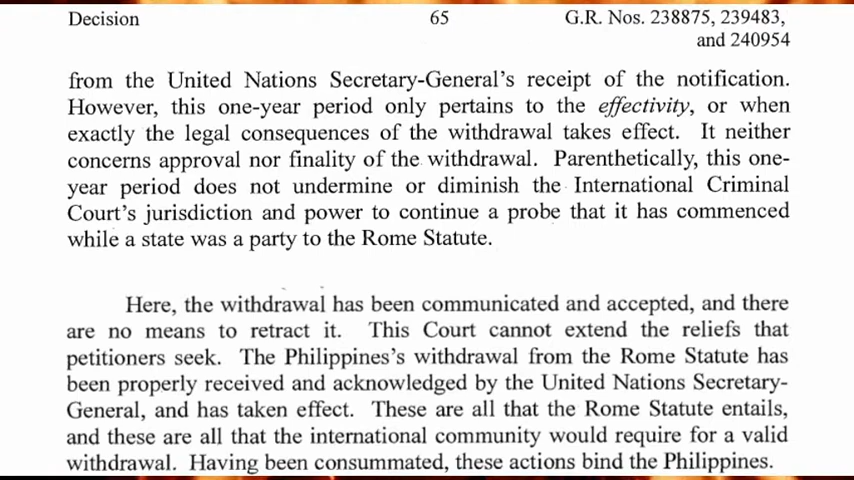 Decision 65 G.R. Nos. 238875, 239483,
and 240954
from the United Nations Secretary-General's receipt of the notification.
However, this one-year period only pertains to the effectivity, or when
exactly the legal consequences of the withdrawal takes effect. It neither
concerns approval nor finality of the withdrawal. Parenthetically, this one-
year period does not undermine or diminish the International Criminal
Court's jurisdiction and power to continue a probe that it has commenced
while a state was a party to the Rome Statute.
Here, the withdrawal has been communicated and accepted, and there
are no means to retract it. This Court cannot extend the reliefs that
petitioners seek. The Philippines's withdrawal from the Rome Statute has
been properly received and acknowledged by the United Nations Secretary-
General, and has taken effect. These are all that the Rome Statute entails,
and these are all that the international community would require for a valid
withdrawal. Having been consummated, these actions bind the Philippines.